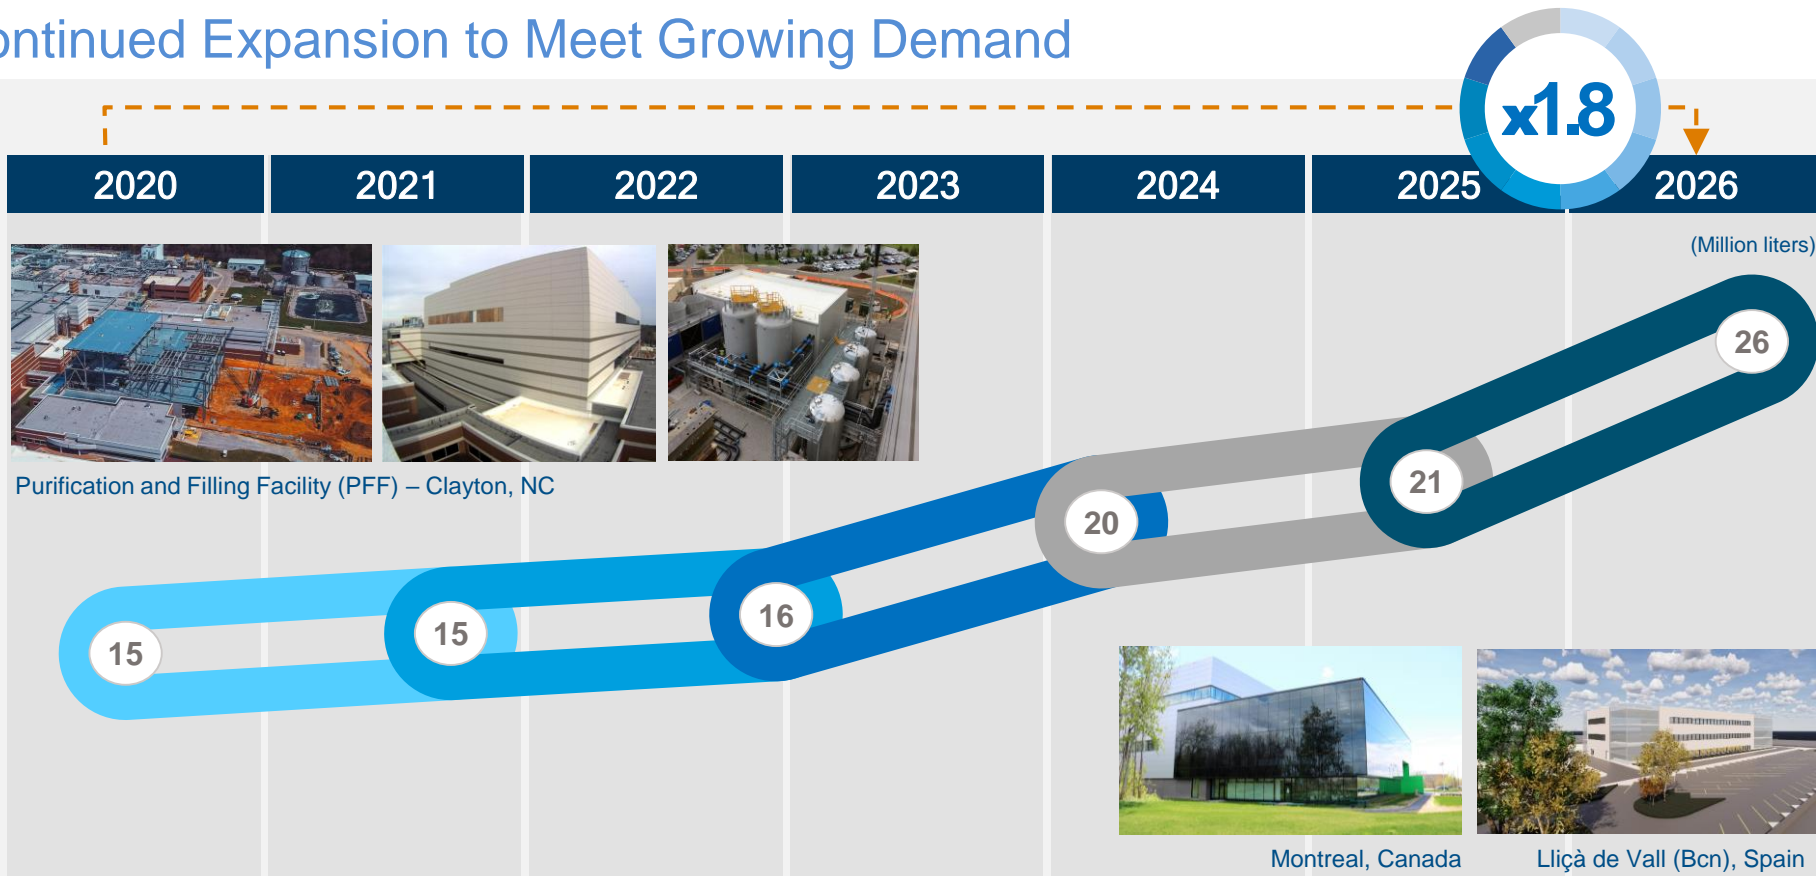 ontinued Expansion to Meet Growing Demand
x1.8
2020 2021 2022 2023 2024 2025 2026
(Million liters)
26
21
20
Purification and Filling Facility (PFF) – Clayton, NC
16
15
15
Montreal, Canada Lliçà de Vall (Bcn), Spain